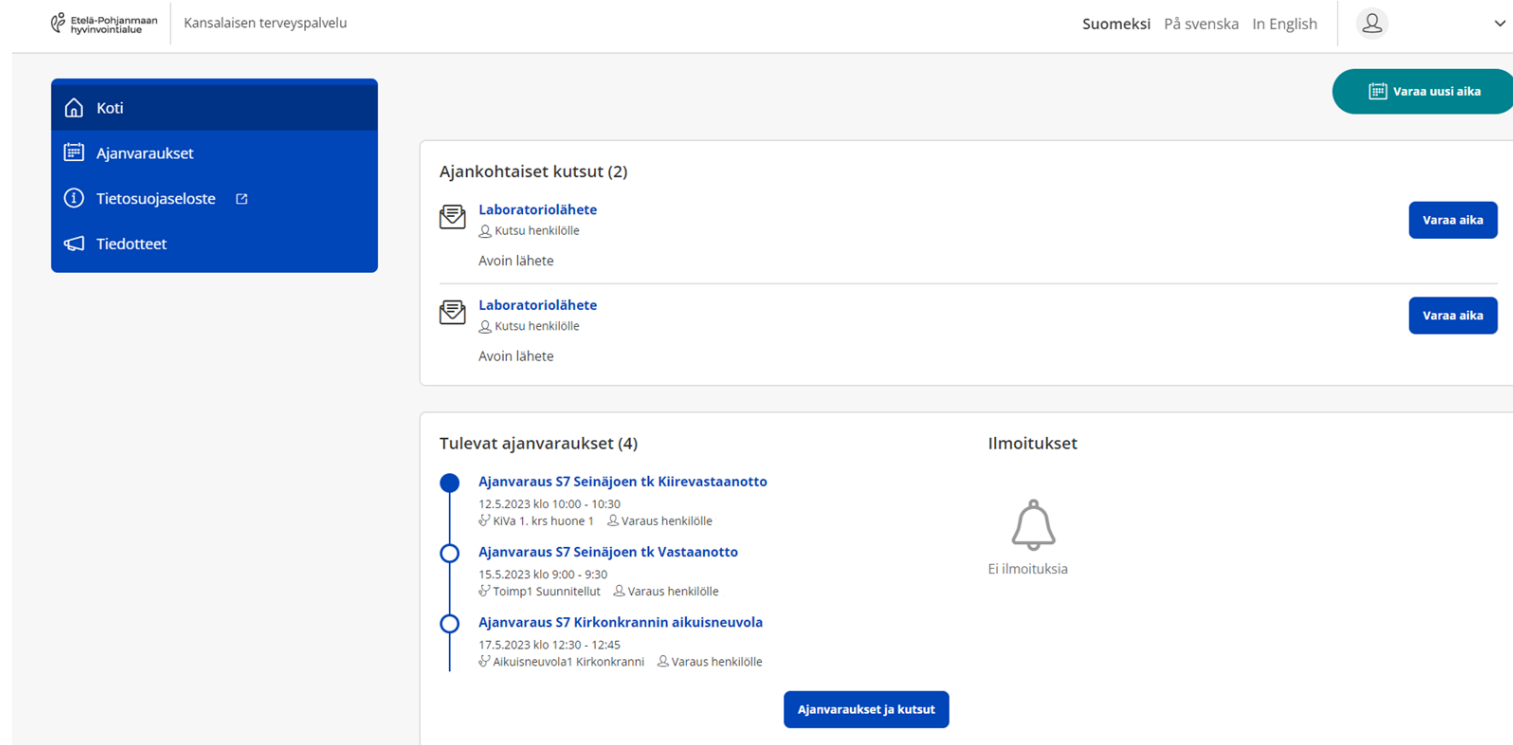 Etelä-Pohjanmaan
hyvinvointialue
Kansalaisen terveyspalvelu
Suomeksi På svenska In English
Varaa uusi aika
Koti
Ajanvaraukset
Tietosuojaseloste
Tiedotteet
Ajankohtaiset kutsut (2)
Laboratoriolähete
Kutsu henkilölle
Avoin lähete
Varaa aika
Laboratoriolähete
Kutsu henkilölle
Avoin lähete
Varaa aika
Tulevat ajanvaraukset (4)
Ajanvaraus S7 Seinäjoen tk Kiirevastaanotto
12.5.2023 klo 10:00 - 10:30
KiVa 1. krs huone 1 Varaus henkilölle
Ajanvaraus S7 Seinäjoen tk Vastaanotto
15.5.2023 klo 9:00 - 9:30
Toimp1 Suunnitellut Varaus henkilölle
Ajanvaraus S7 Kirkonkrannin aikuisneuvola
17.5.2023 klo 12:30 - 12:45
Aikuisneuvola1 Kirkonkranni Varaus henkilölle
Ajanvaraukset ja kutsut
Ilmoitukset
Ei ilmoituksia